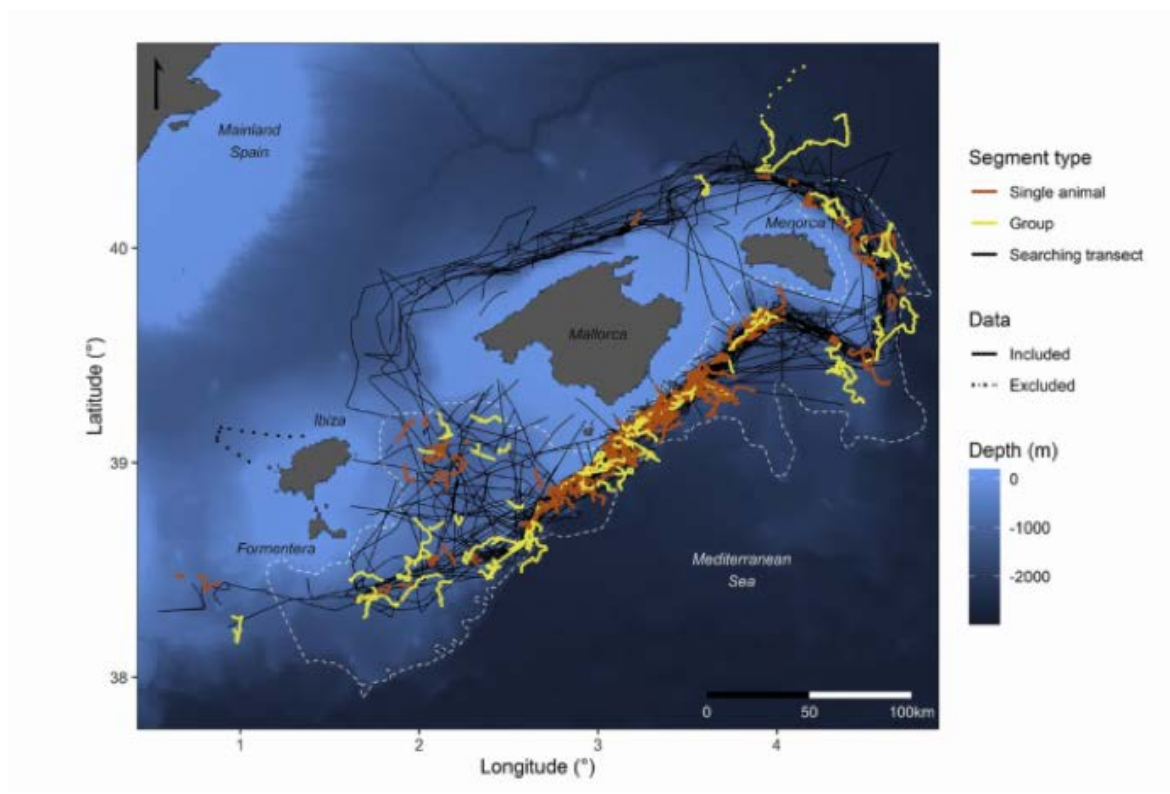 Mainland
Spain
Menorca
Mallorca
Ibiza
Formentera
Mediterranean
Sea
0 50 100km
40
39
38
Latitude (°)
1 2 3 4
Longitude (°)
Segment type
Single animal
Group
Searching transect
Data
Included
Excluded
Depth (m)
0
-1000
-2000